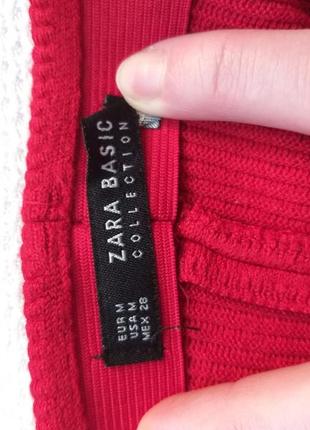 ZARA BASIC
COLLECTION
EUR M
USA M
MEX 28